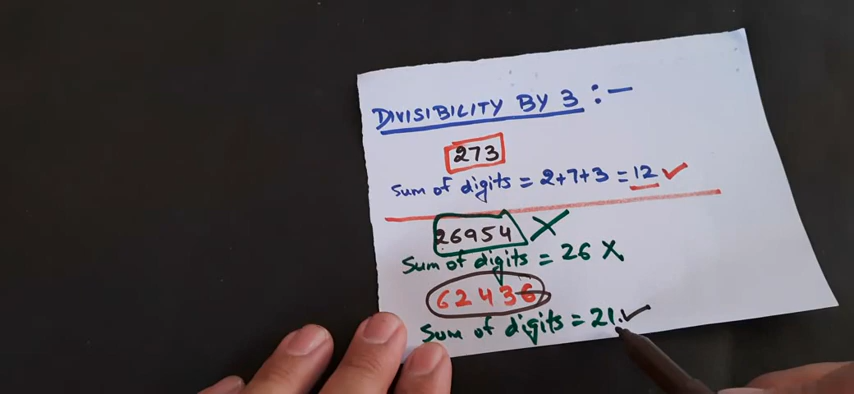 DIVISIBILITY BY 3 :-
273
Sum of digits = 2+7+3 = 12 ✓
26954 X
Sum of digits = 26 X
62436
Sum of digits = 21. ✓